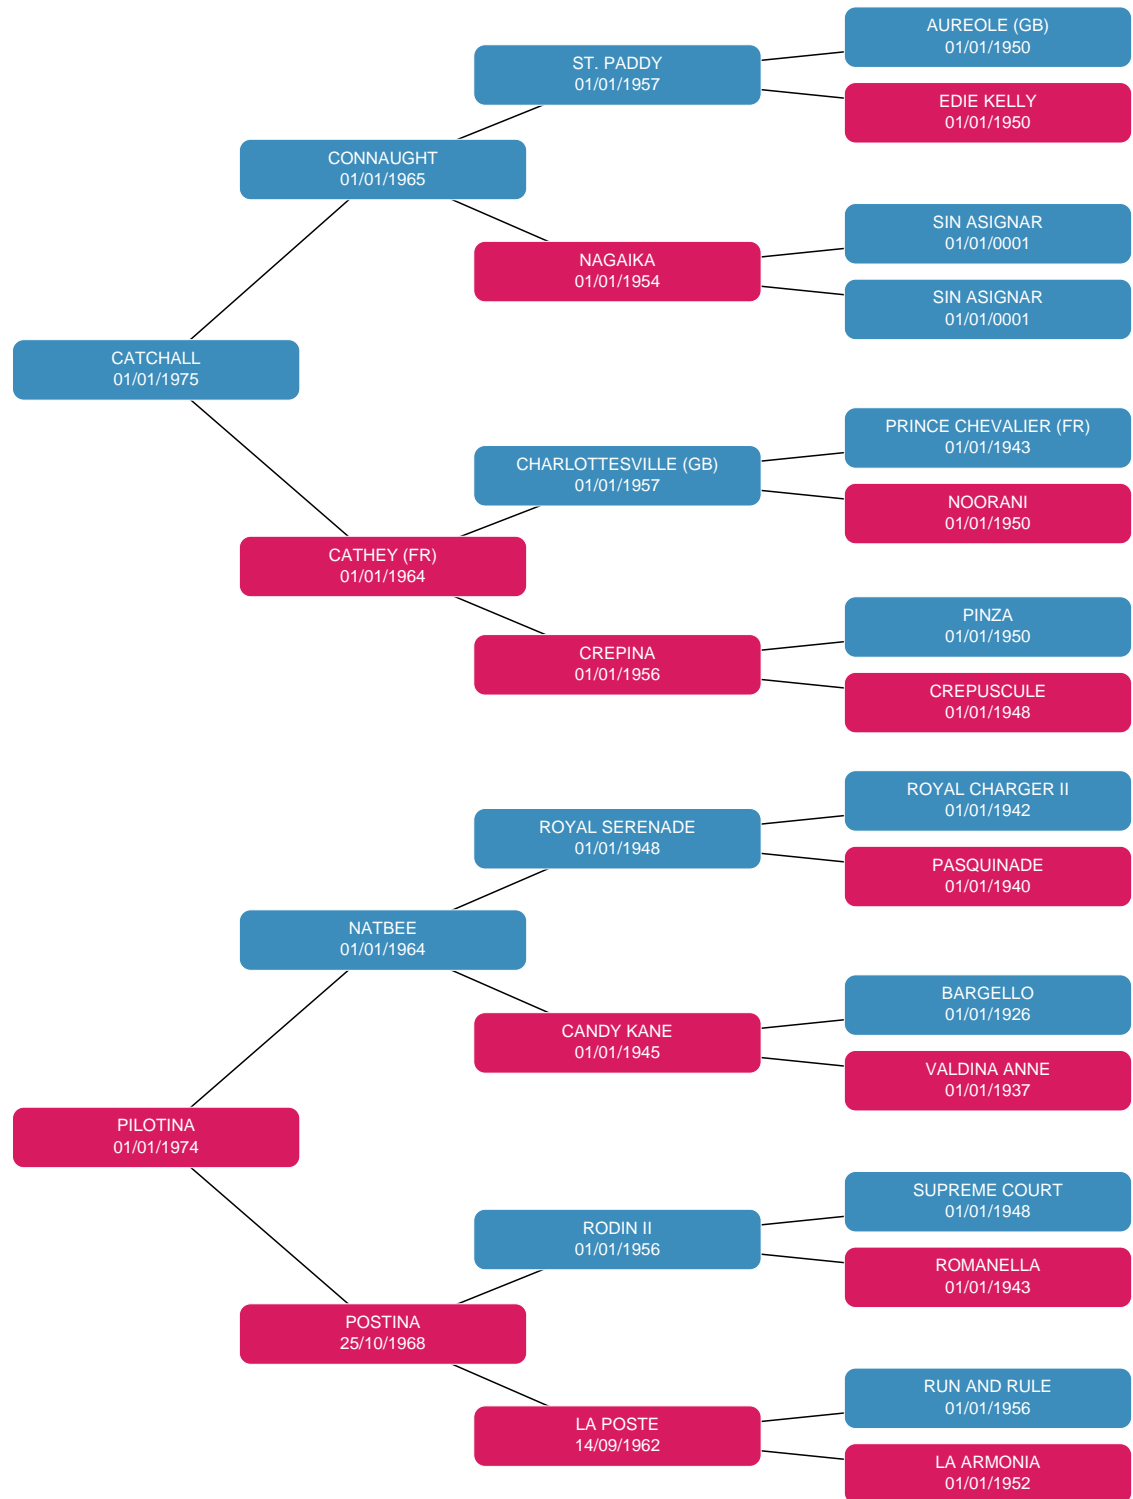 AUREOLE (GB)
01/01/1950
ST. PADDY
01/01/1957
EDIE KELLY
01/01/1950
CONNAUGHT
01/01/1965
SIN ASIGNAR
01/01/0001
NAGAIKA
01/01/1954
SIN ASIGNAR
01/01/0001
CATCHALL
01/01/1975
PRINCE CHEVALIER (FR)
01/01/1943
CHARLOTTESVILLE (GB)
01/01/1957
NOORANI
01/01/1950
CATHEY (FR)
01/01/1964
PINZA
01/01/1950
CREPINA
01/01/1956
CREPUSCULE
01/01/1948
ROYAL CHARGER II
01/01/1942
ROYAL SERENADE
01/01/1948
PASQUINADE
01/01/1940
NATBEE
01/01/1964
BARGELLO
01/01/1926
CANDY KANE
01/01/1945
VALDINA ANNE
01/01/1937
PILOTINA
01/01/1974
SUPREME COURT
01/01/1948
RODIN II
01/01/1956
ROMANELLA
01/01/1943
POSTINA
25/10/1968
RUN AND RULE
01/01/1956
LA POSTE
14/09/1962
LA ARMONIA
01/01/1952